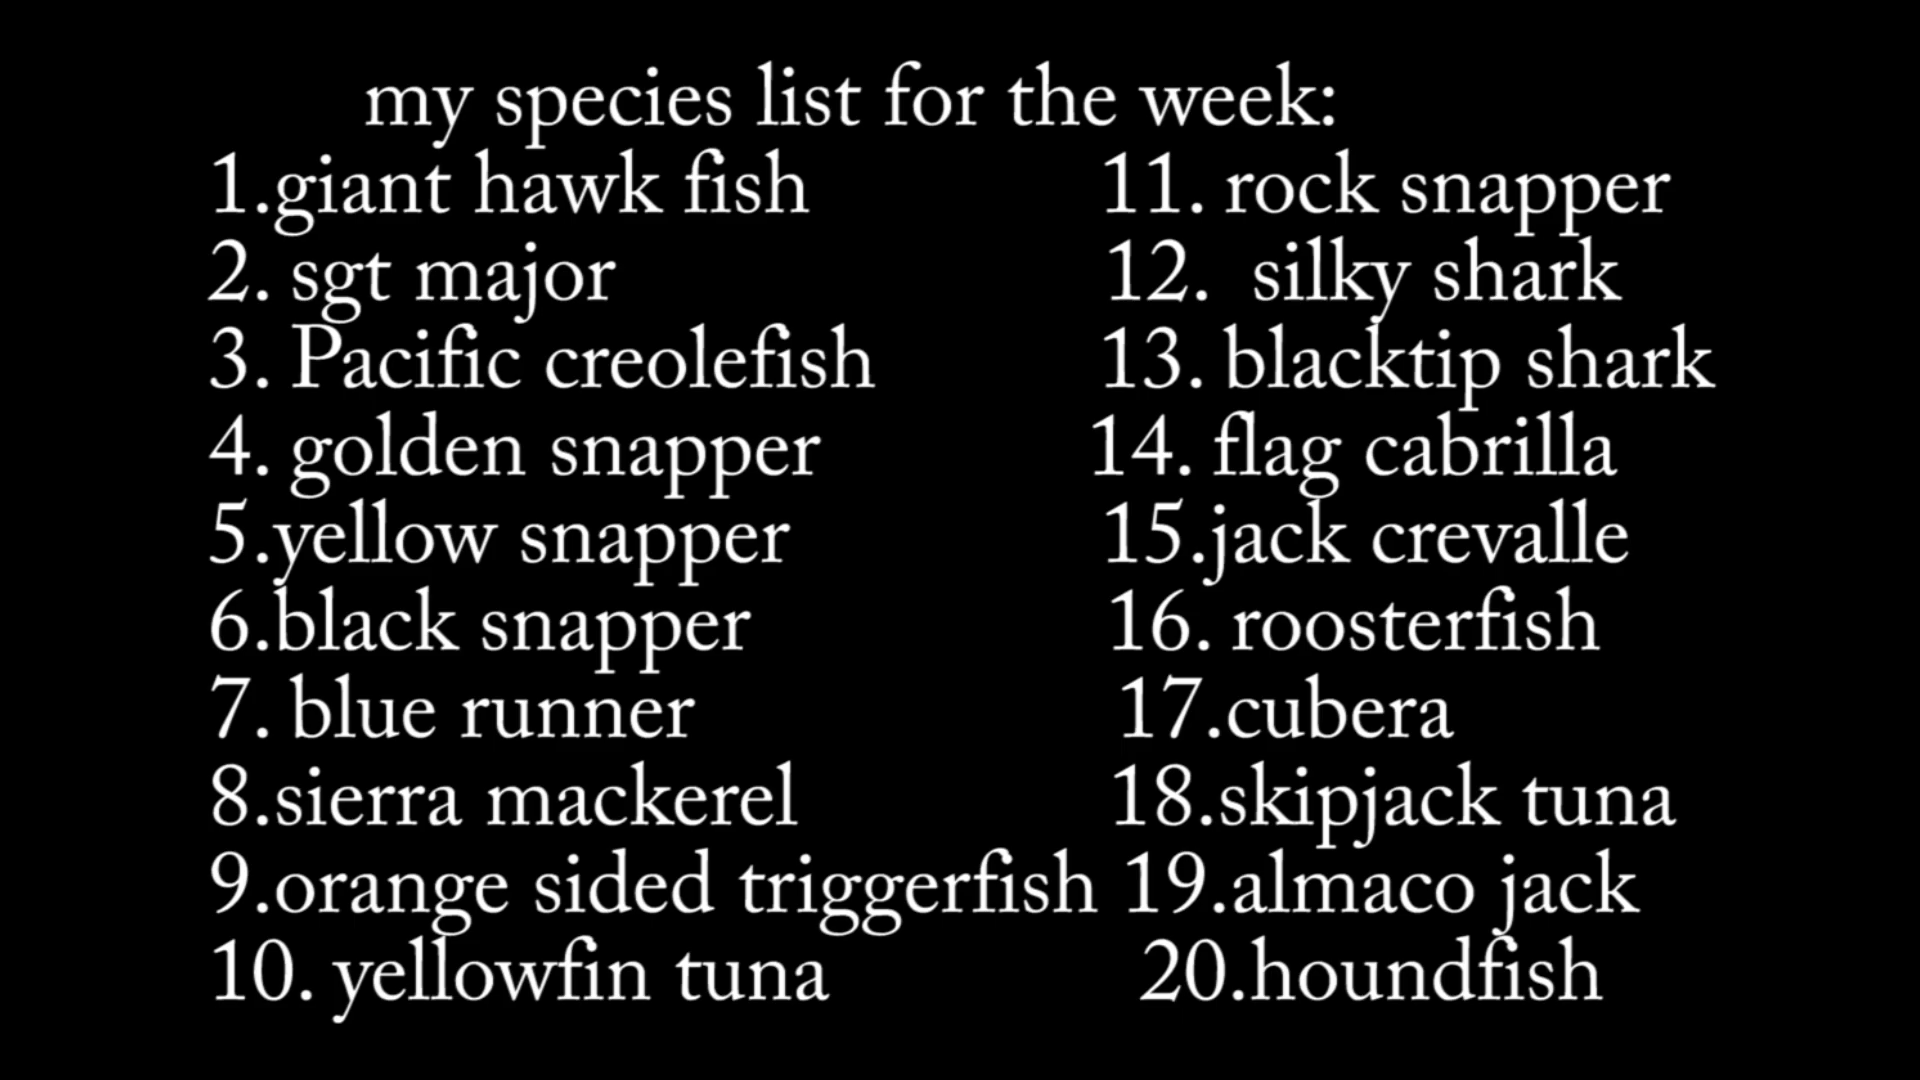 my species list for the week:
1.giant hawk fish
2. sgt major
3. Pacific creolefish
4. golden snapper
5.yellow snapper
6.black snapper
7. blue runner
8.sierra mackerel
9.orange sided triggerfish
10. yellowfin tuna
11. rock snapper
12. silky shark
13. blacktip shark
14. flag cabrilla
15.jack crevalle
16. roosterfish
17.cubera
18.skipjack tuna
19.almaco jack
20.houndfish